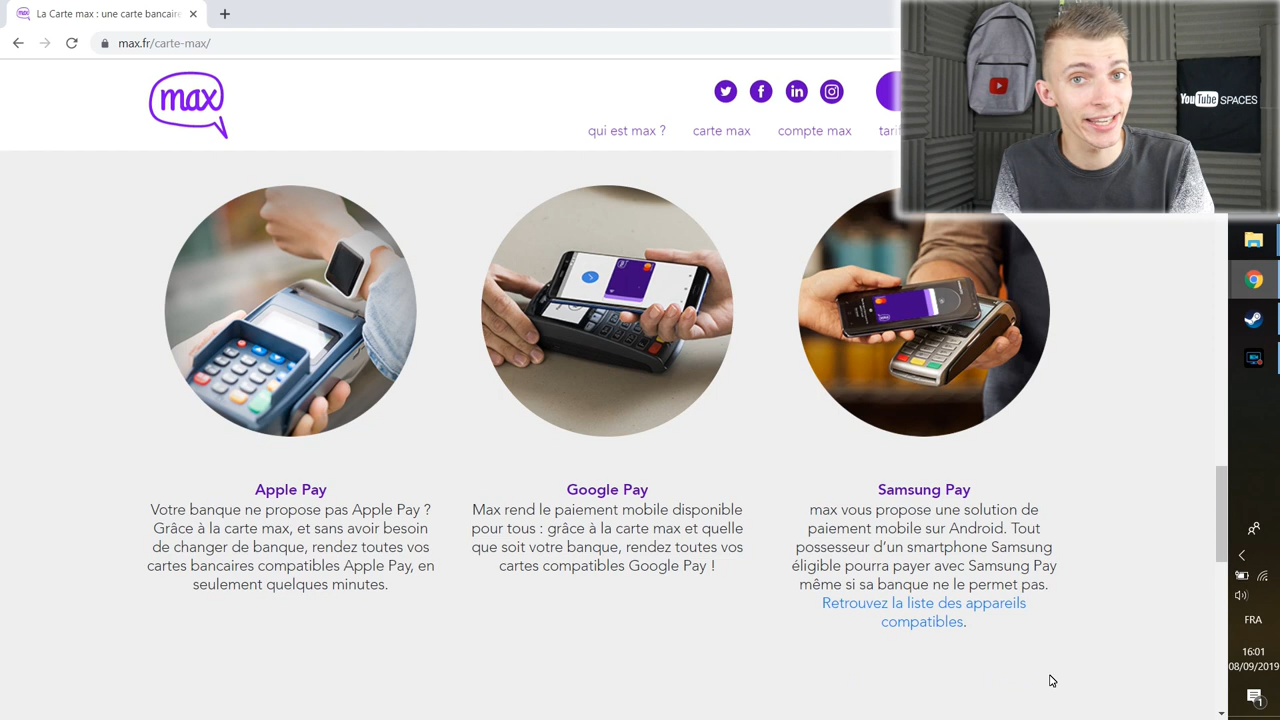 La Carte max : une carte bancaire
max.fr/carte-max/
max
qui est max ?
carte max
compte max
YouTube SPACES
Apple Pay
Votre banque ne propose pas Apple Pay ?
Grâce à la carte max, et sans avoir besoin
de changer de banque, rendez toutes vos
cartes bancaires compatibles Apple Pay, en
seulement quelques minutes.
Google Pay
Max rend le paiement mobile disponible
pour tous : grâce à la carte max et quelle
que soit votre banque, rendez toutes vos
cartes compatibles Google Pay !
Samsung Pay
max vous propose une solution de
paiement mobile sur Android. Tout
possesseur d’un smartphone Samsung
éligible pourra payer avec Samsung Pay
même si sa banque ne le permet pas.
Retrouvez la liste des appareils
compatibles.
FRA
16:01
08/09/2019
1